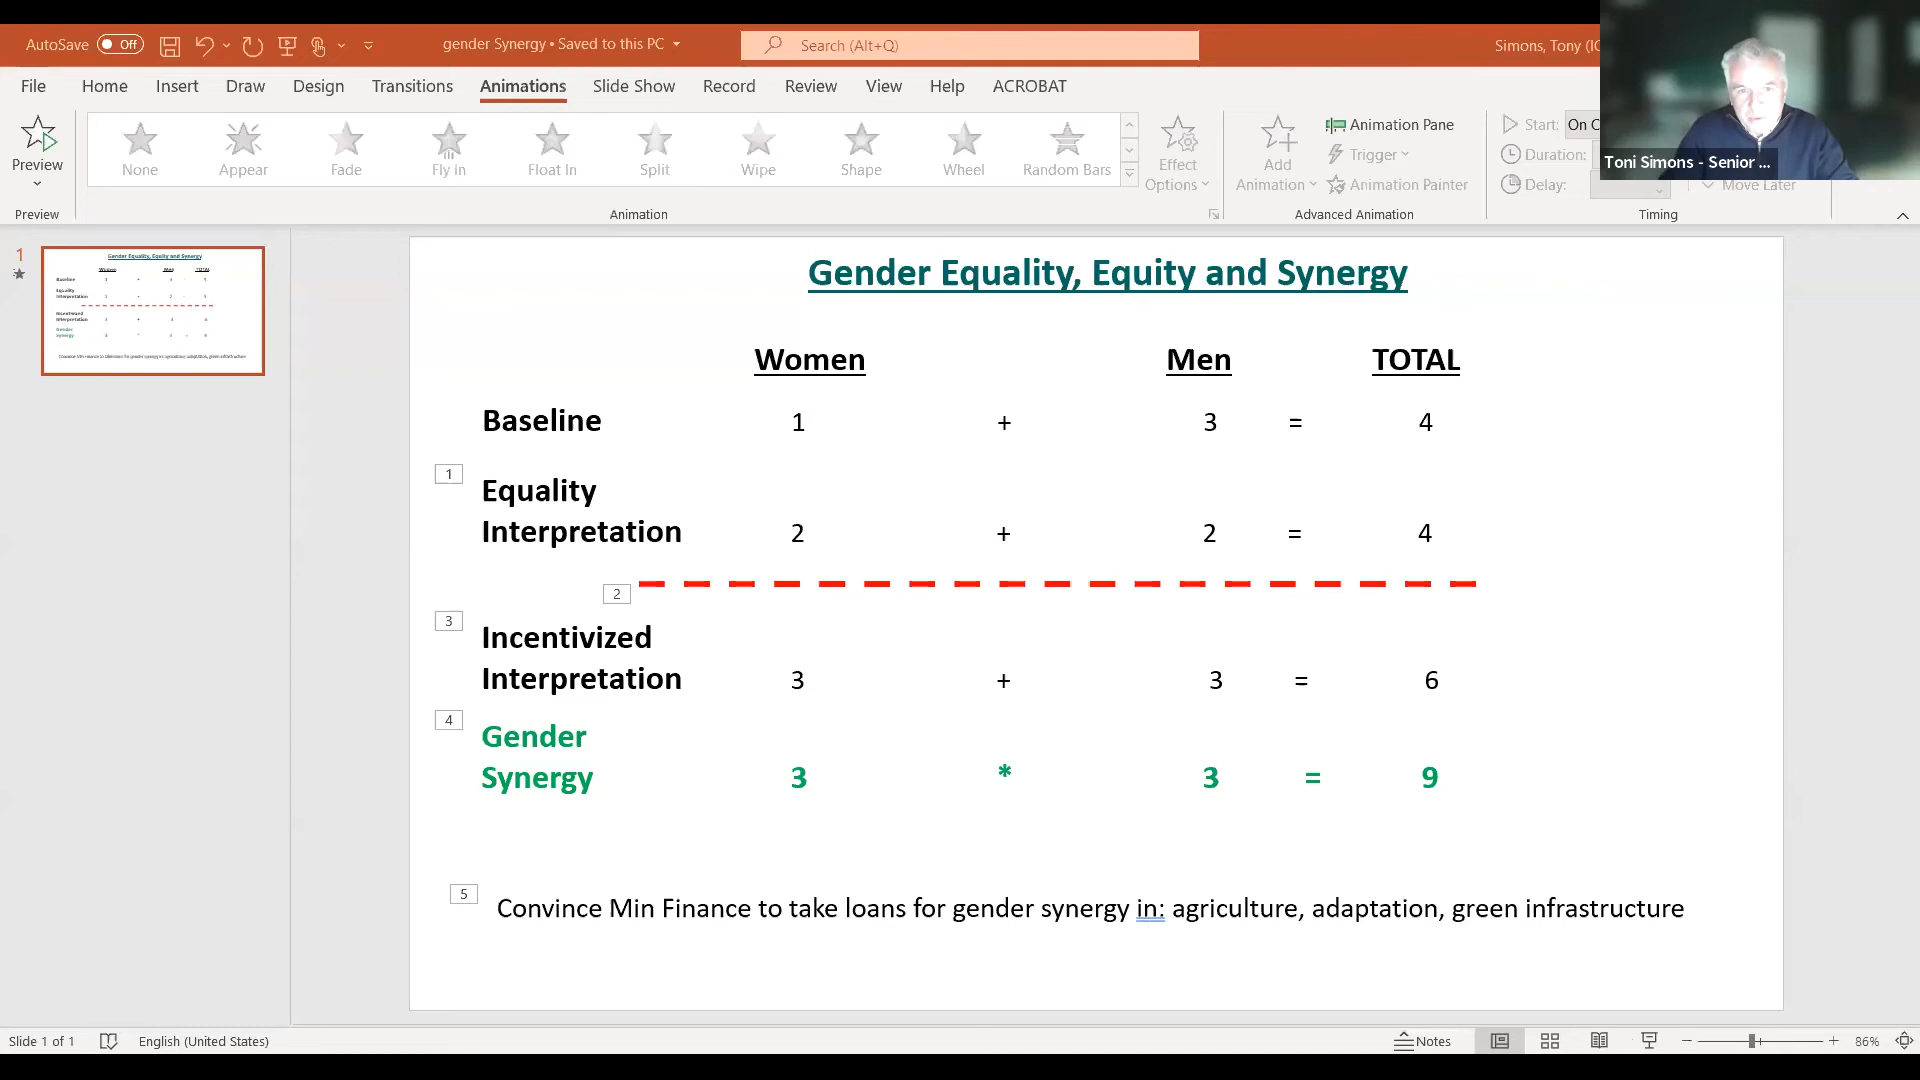 AutoSave Off
gender Synergy • Saved to this PC
Search (Alt+Q)
Simons, Tony (IC
File Home Insert Draw Design Transitions Animations Slide Show Record Review View Help ACROBAT
Preview
None Appear Fade Fly In Float In Split Wipe Shape Wheel Random Bars
Effect
Options
Add
Animation
Animation Pane
Trigger
Animation Painter
Start: On C
Duration:
Delay:
Move Later
Toni Simons - Senior ...
Preview Animation Advanced Animation Timing
1
Gender Equality, Equity and Synergy
Women Men TOTAL
Baseline 1 + 3 = 4
1
Equality
Interpretation 2 + 2 = 4
2
3
Incentivized
Interpretation 3 + 3 = 6
4
Gender
Synergy 3 * 3 = 9
5
Convince Min Finance to take loans for gender synergy in: agriculture, adaptation, green infrastructure
Slide 1 of 1 English (United States) Notes 86%